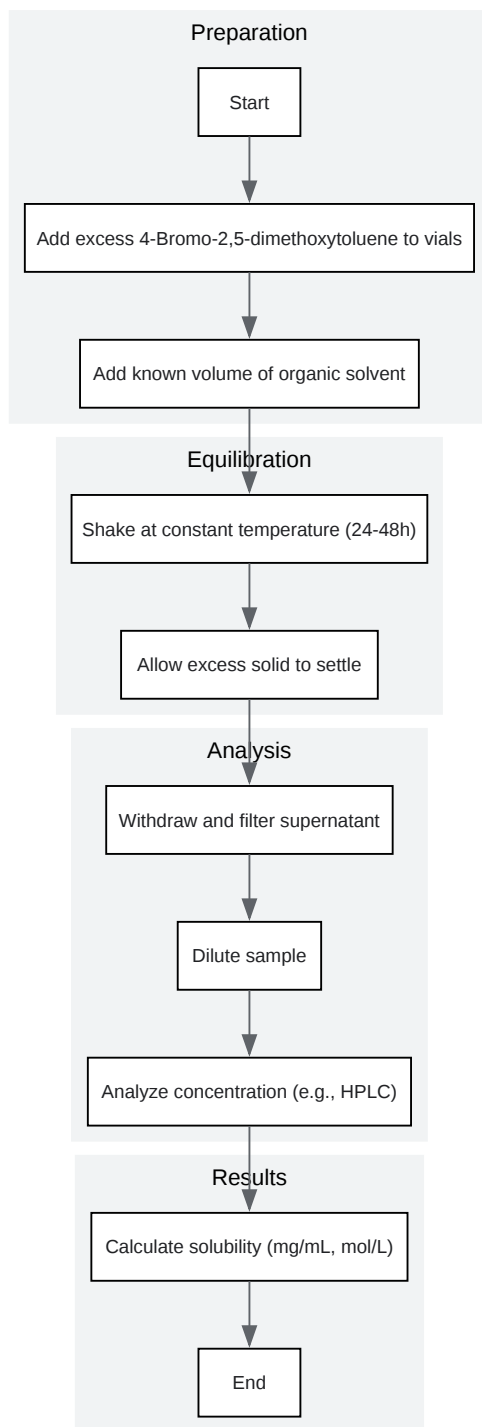 Preparation
Start
Add excess 4-Bromo-2,5-dimethoxytoluene to vials
Add known volume of organic solvent
Equilibration
Shake at constant temperature (24-48h)
Allow excess solid to settle
Analysis
Withdraw and filter supernatant
Dilute sample
Analyze concentration (e.g., HPLC)
Results
Calculate solubility (mg/mL, mol/L)
End